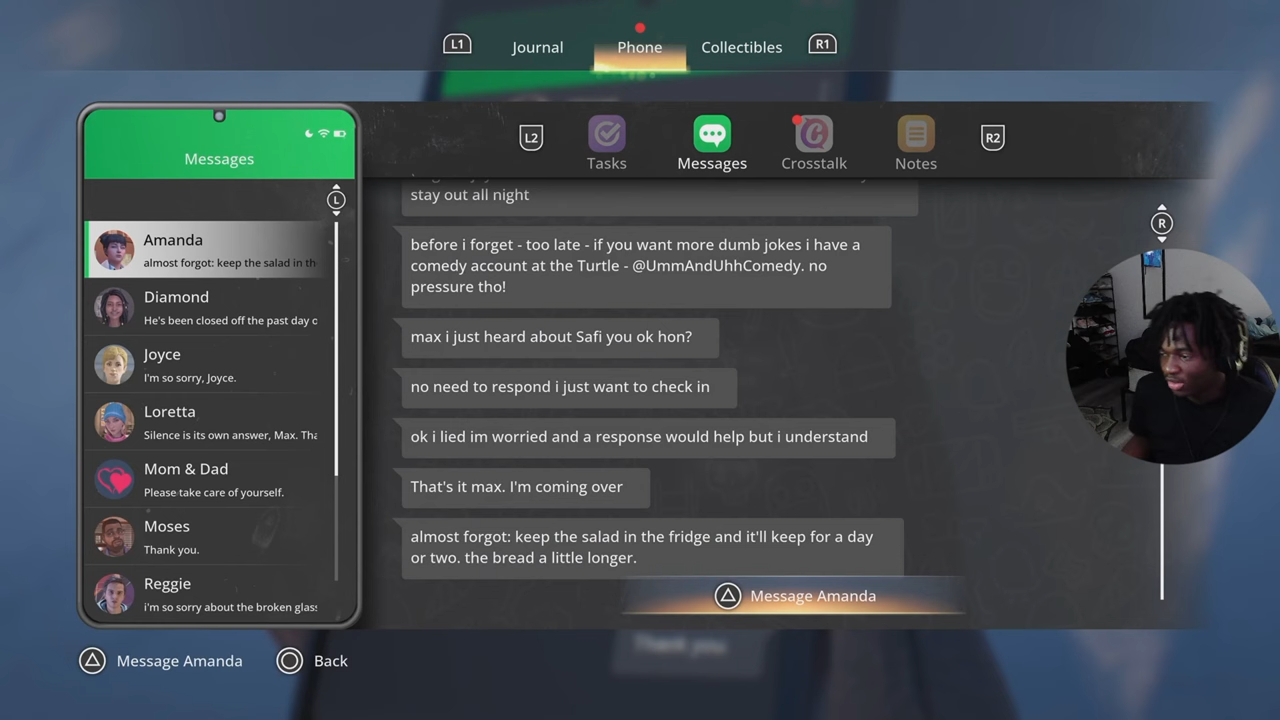 L1
Journal
Phone
Collectibles
R1
Messages
L2
Tasks
Messages
Crosstalk
Notes
R2
L
Amanda
almost forgot: keep the salad in th
Diamond
He's been closed off the past day o
Joyce
I'm so sorry, Joyce.
Loretta
Silence is its own answer, Max. Tha
Mom & Dad
Please take care of yourself.
Moses
Thank you.
Reggie
i'm so sorry about the broken glass
stay out all night
before i forget - too late - if you want more dumb jokes i have a
comedy account at the Turtle - @UmmAndUhhComedy. no
pressure tho!
max i just heard about Safi you ok hon?
no need to respond i just want to check in
ok i lied im worried and a response would help but i understand
That's it max. I'm coming over
almost forgot: keep the salad in the fridge and it'll keep for a day
or two. the bread a little longer.
R
Message Amanda
Thank you
Message Amanda
Back